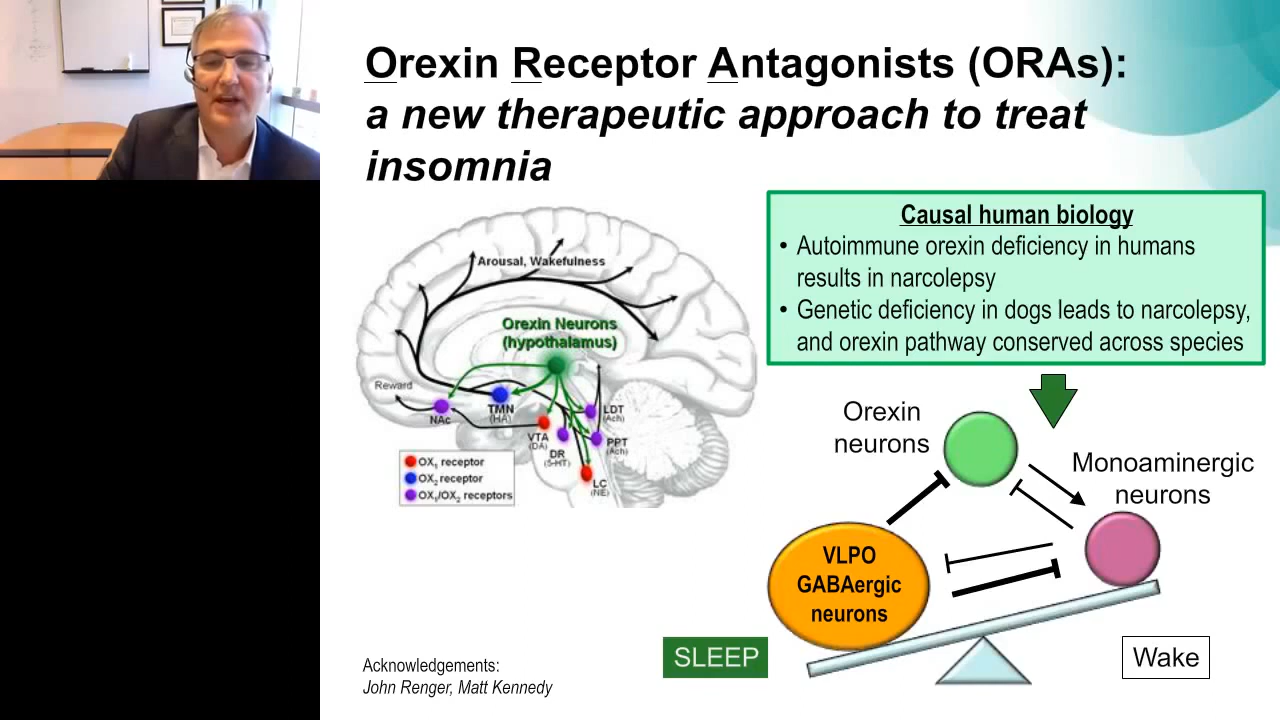 Orexin Receptor Antagonists (ORAs):
a new therapeutic approach to treat
insomnia
Arousal, Wakefulness
Orexin Neurons
(hypothalamus)
Reward
NAc
TMN
(HA)
VTA
(DA)
DR
(5-HT)
LDT
(Ach)
PPT
(Ach)
LC
(NE)
OX1 receptor
OX2 receptor
OX1/OX2 receptors
Causal human biology
• Autoimmune orexin deficiency in humans
results in narcolepsy
• Genetic deficiency in dogs leads to narcolepsy,
and orexin pathway conserved across species
Orexin
neurons
Monoaminergic
neurons
VLPO
GABAergic
neurons
SLEEP
Wake
Acknowledgements:
John Renger, Matt Kennedy